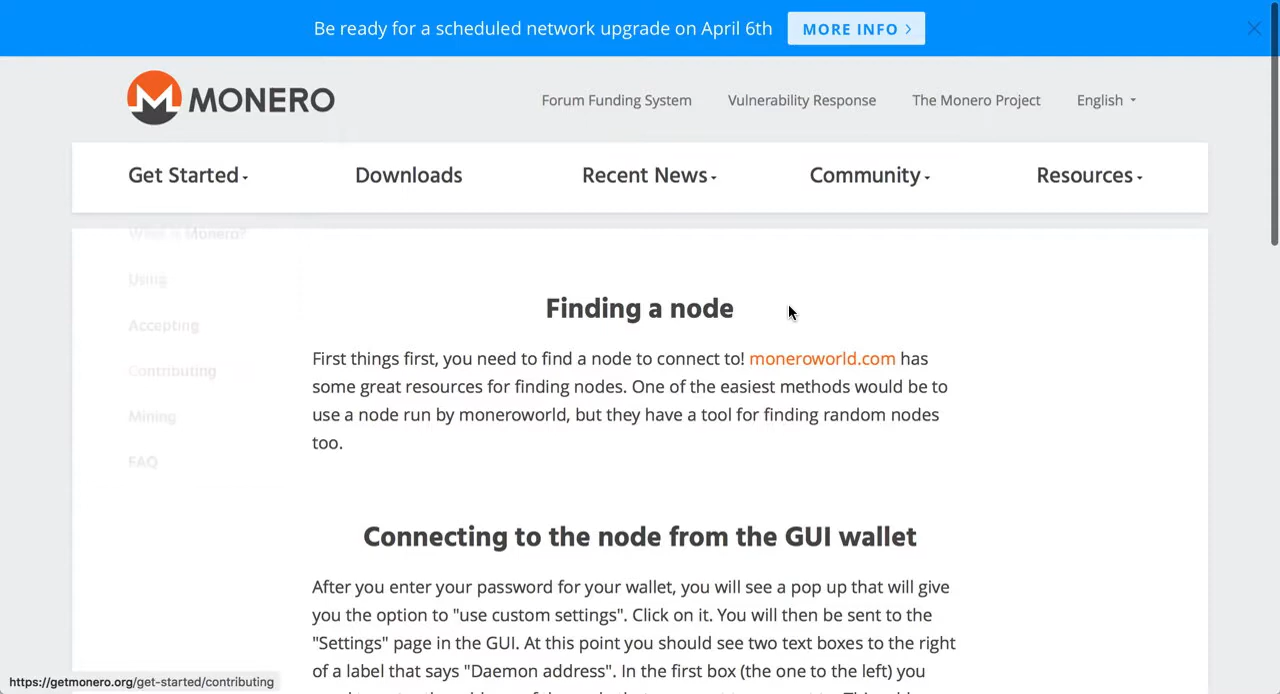 Be ready for a scheduled network upgrade on April 6th MORE INFO >
MONERO
Forum Funding System Vulnerability Response The Monero Project English
Get Started Downloads Recent News Community Resources
What is Monero?
Using
Accepting
Contributing
Mining
FAQ
Finding a node
First things first, you need to find a node to connect to! moneroworld.com has
some great resources for finding nodes. One of the easiest methods would be to
use a node run by moneroworld, but they have a tool for finding random nodes
too.
Connecting to the node from the GUI wallet
After you enter your password for your wallet, you will see a pop up that will give
you the option to "use custom settings". Click on it. You will then be sent to the
"Settings" page in the GUI. At this point you should see two text boxes to the right
of a label that says "Daemon address". In the first box (the one to the left) you
https://getmonero.org/get-started/contributing